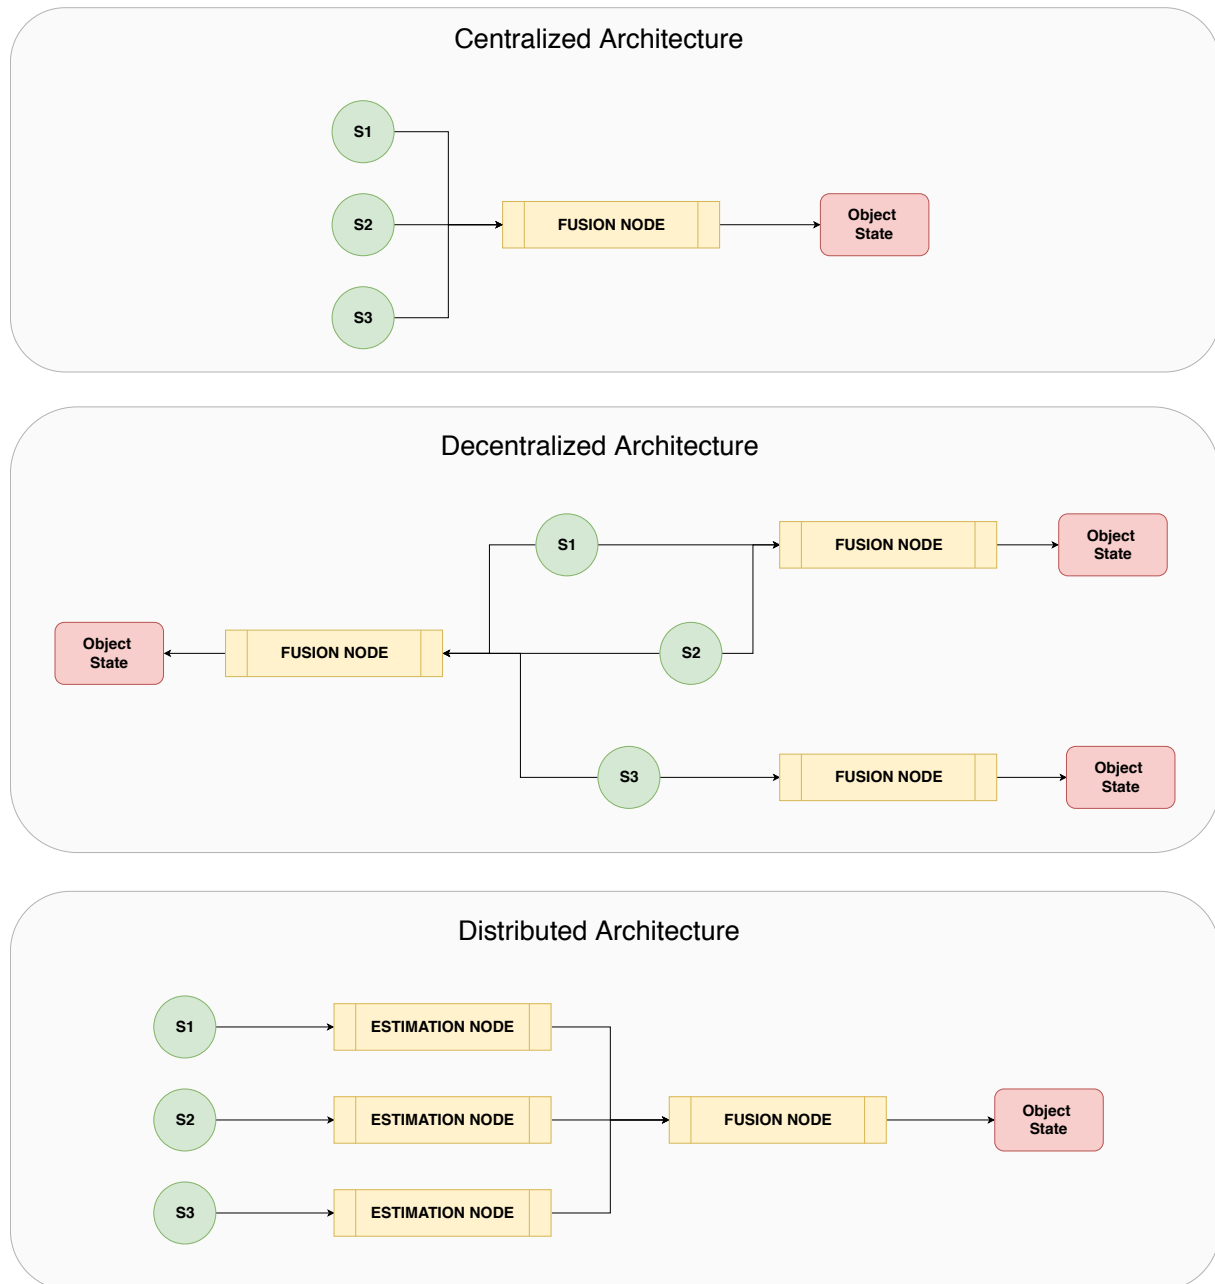 Centralized Architecture
S1
S2
FUSION NODE
Object
State
S3
Decentralized Architecture
S1
FUSION NODE
Object
State
Object
State
FUSION NODE
S2
S3
FUSION NODE
Object
State
Distributed Architecture
S1
ESTIMATION NODE
S2
ESTIMATION NODE
FUSION NODE
Object
State
S3
ESTIMATION NODE